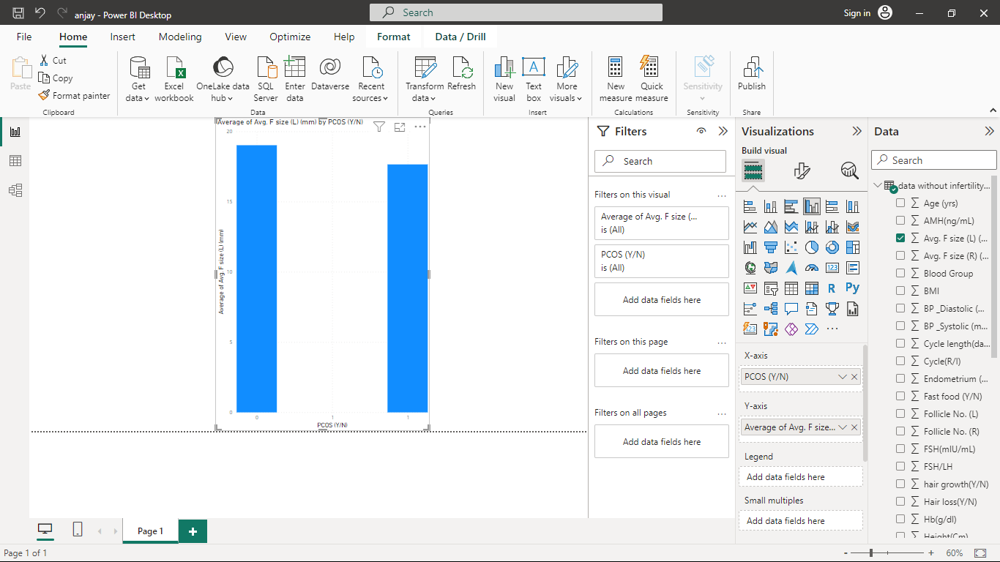 anjay - Power BI Desktop
Search
Sign in
File Home Insert Modeling View Optimize Help Format Data / Drill
Paste
Cut
Copy
Format painter
Clipboard
Get data
Excel workbook
OneLake data hub
SQL Server
Enter data
Dataverse
Recent sources
Data
Transform data
Refresh
Queries
New visual
Text box
More visuals
Insert
New measure
Quick measure
Calculations
Sensitivity
Sensitivity
Publish
Share
Average of Avg. F size (L) (mm) by PCOS (Y/N)
20
15
10
5
0
Average of Avg. F size (L) (mm)
0 1 1
PCOS (Y/N)
Filters
Search
Filters on this visual
...
Average of Avg. F size (...
is (All)
PCOS (Y/N)
is (All)
Add data fields here
Filters on this page
...
Add data fields here
Filters on all pages
...
Add data fields here
Visualizations
Build visual
123
R
Py
123
...
X-axis
PCOS (Y/N)
Y-axis
Average of Avg. F size...
Legend
Add data fields here
Small multiples
Add data fields here
Data
Search
data without infertility...
Age (yrs)
AMH(ng/mL)
Avg. F size (L) (...
Avg. F size (R) (...
Blood Group
BMI
BP _Diastolic (...
BP _Systolic (m...
Cycle length(da...
Cycle(R/I)
Endometrium (...
Fast food (Y/N)
Follicle No. (L)
Follicle No. (R)
FSH(mIU/mL)
FSH/LH
hair growth(Y/N)
Hair loss(Y/N)
Hb(g/dl)
Height(Cm)
Page 1
Page 1 of 1
- + 60%